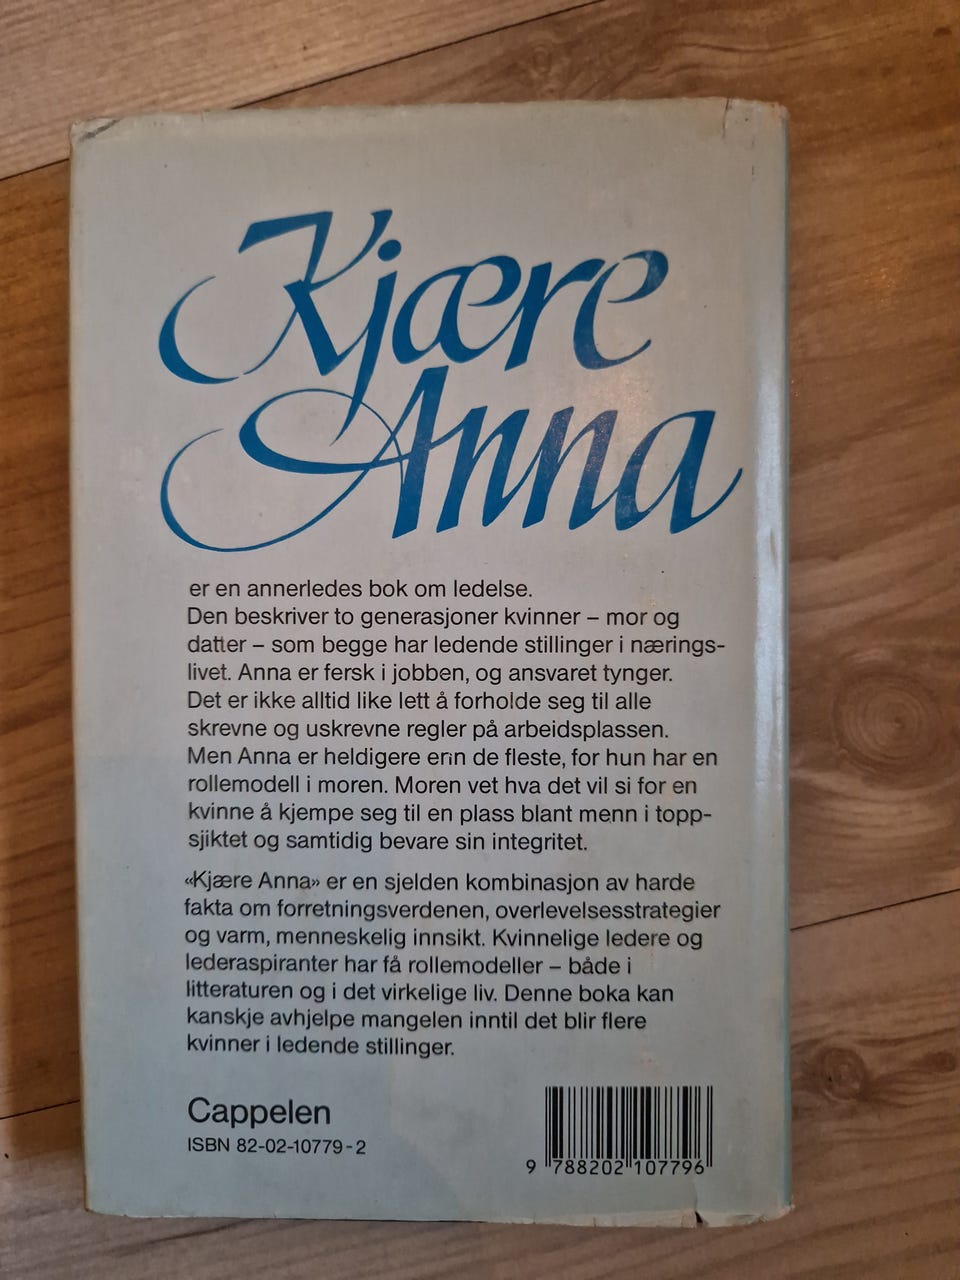 Kjære
Anna
er en annerledes bok om ledelse.
Den beskriver to generasjoner kvinner – mor og
datter – som begge har ledende stillinger i nærings-
livet. Anna er fersk i jobben, og ansvaret tynger.
Det er ikke alltid like lett å forholde seg til alle
skrevne og uskrevne regler på arbeidsplassen.
Men Anna er heldigere enn de fleste, for hun har en
rollemodell i moren. Moren vet hva det vil si for en
kvinne å kjempe seg til en plass blant menn i topp-
sjiktet og samtidig bevare sin integritet.
«Kjære Anna» er en sjelden kombinasjon av harde
fakta om forretningsverdenen, overlevelsesstrategier
og varm, menneskelig innsikt. Kvinnelige ledere og
lederaspiranter har få rollemodeller – både i
litteraturen og i det virkelige liv. Denne boka kan
kanskje avhjelpe mangelen inntil det blir flere
kvinner i ledende stillinger.
Cappelen
ISBN 82-02-10779-2
9 788202 107796